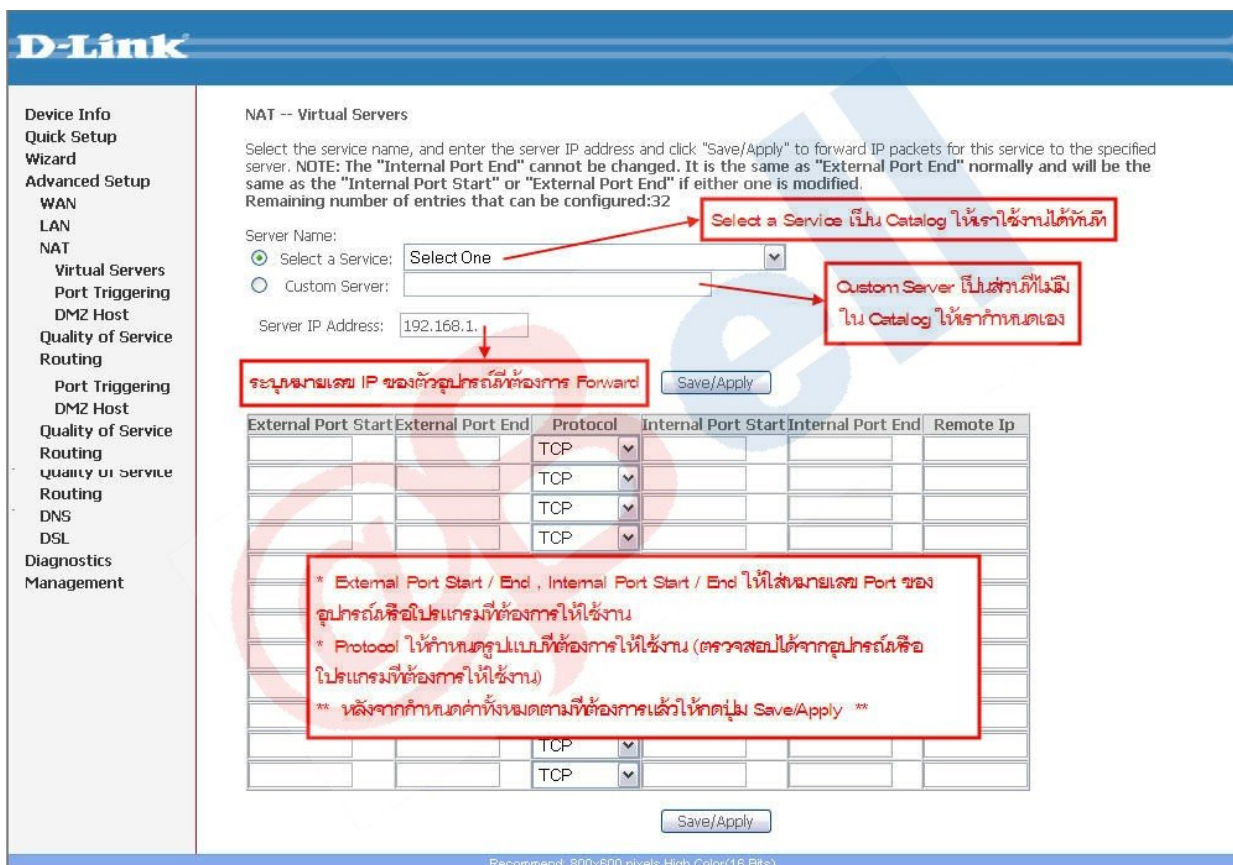 D-Link
Device Info
Quick Setup
Wizard
Advanced Setup
WAN
LAN
NAT
Virtual Servers
Port Triggering
DMZ Host
Quality of Service
Routing
Port Triggering
DMZ Host
Quality of Service
Routing
Quality of Service
Routing
DNS
DSL
Diagnostics
Management
NAT -- Virtual Servers
Select the service name, and enter the server IP address and click "Save/Apply" to forward IP packets for this service to the specified
server. NOTE: The "Internal Port End" cannot be changed. It is the same as "External Port End" normally and will be the
same as the "Internal Port Start" or "External Port End" if either one is modified.
Remaining number of entries that can be configured:32
Select a Service เป็น Catalog ให้เราใช้งานได้ทันที
Server Name:
Select a Service: Select One
Custom Server:
Custom Server เป็นส่วนที่ไม่มี
ใน Catalog ให้เรากำหนดเอง
Server IP Address: 192.168.1.
ระบุหมายเลข IP ของตัวอุปกรณ์ที่ต้องการ Forward
Save/Apply
External Port Start External Port End Protocol Internal Port Start Internal Port End Remote Ip
TCP
TCP
TCP
TCP
* External Port Start / End , Internal Port Start / End ให้ใส่หมายเลข Port ของ
อุปกรณ์หรือโปรแกรมที่ต้องการให้ใช้งาน
* Protocol ให้กำหนดรูปแบบที่ต้องการให้ใช้งาน (ตรวจสอบได้จากอุปกรณ์หรือ
โปรแกรมที่ต้องการให้ใช้งาน)
** หลังจากกำหนดค่าทั้งหมดตามที่ต้องการแล้วให้กดปุ่ม Save/Apply **
TCP
TCP
Save/Apply
Recommend: 800x600 pixels High Color(16 Bits)
@Bell